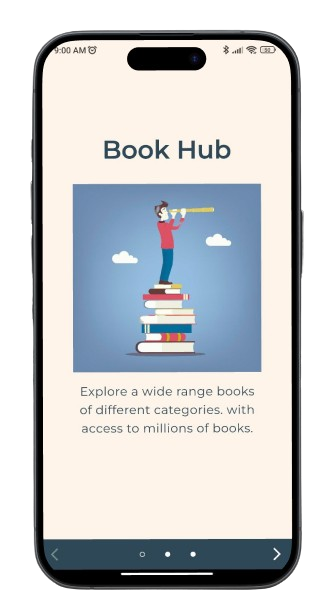 9:00 AM
Book Hub
Explore a wide range books
of different categories. with
access to millions of books.